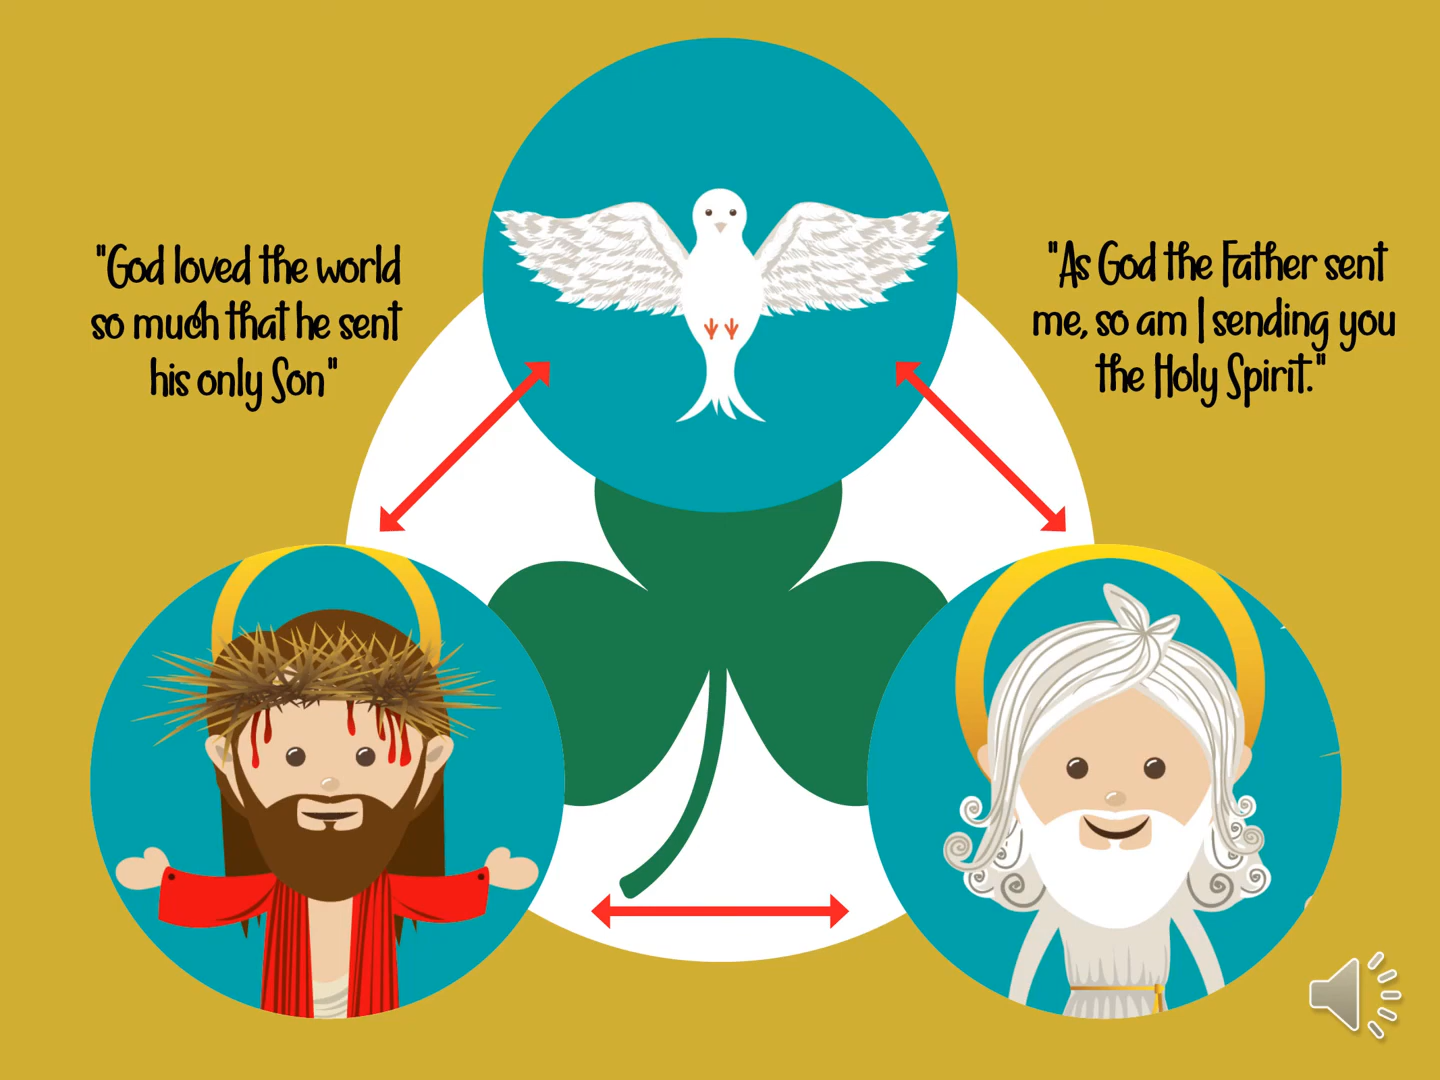 "God loved the world
so much that he sent
his only Son"
"As God the Father sent
me, so am I sending you
the Holy Spirit."